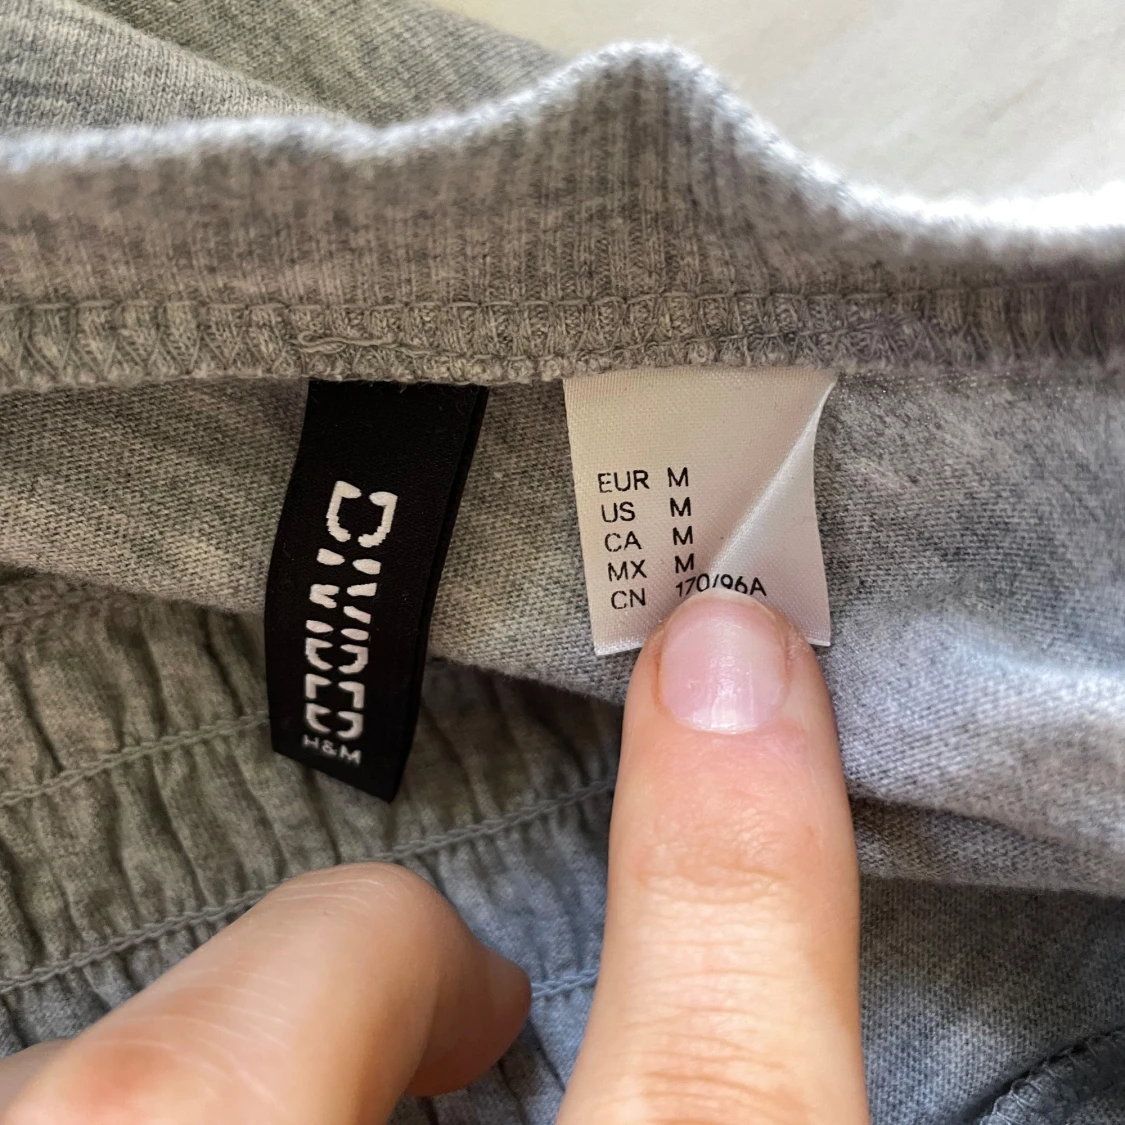 DIVIDED
H&M
EUR M
US M
CA M
MX M
CN 170/96A